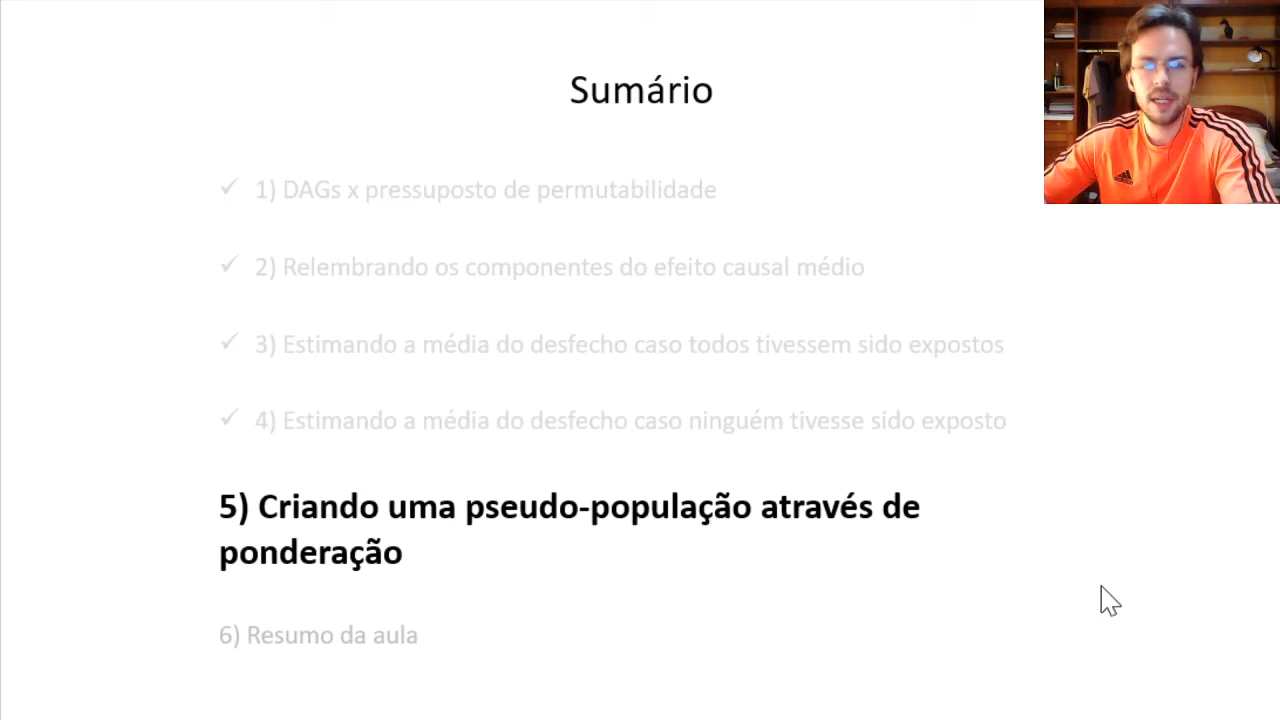 Sumário
✓ 1) DAGs x pressuposto de permutabilidade
✓ 2) Relembrando os componentes do efeito causal médio
✓ 3) Estimando a média do desfecho caso todos tivessem sido expostos
✓ 4) Estimando a média do desfecho caso ninguém tivesse sido exposto
5) Criando uma pseudo-população através de
ponderação
6) Resumo da aula
adidas